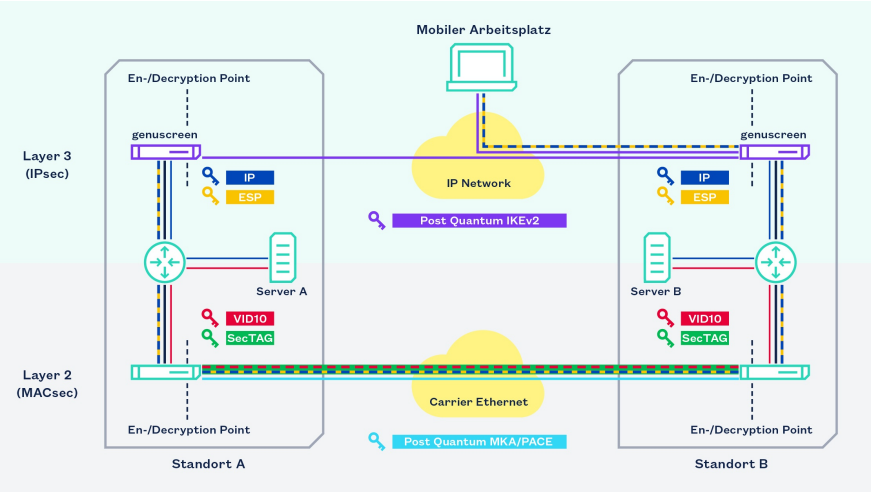 Mobiler Arbeitsplatz
En-/Decryption Point
En-/Decryption Point
genuscreen
genuscreen
Layer 3
(IPsec)
IP
ESP
IP Network
IP
ESP
Post Quantum IKEv2
Server A
Server B
VID10
SecTAG
VID10
SecTAG
Layer 2
(MACsec)
Carrier Ethernet
En-/Decryption Point
Post Quantum MKA/PACE
En-/Decryption Point
Standort A
Standort B